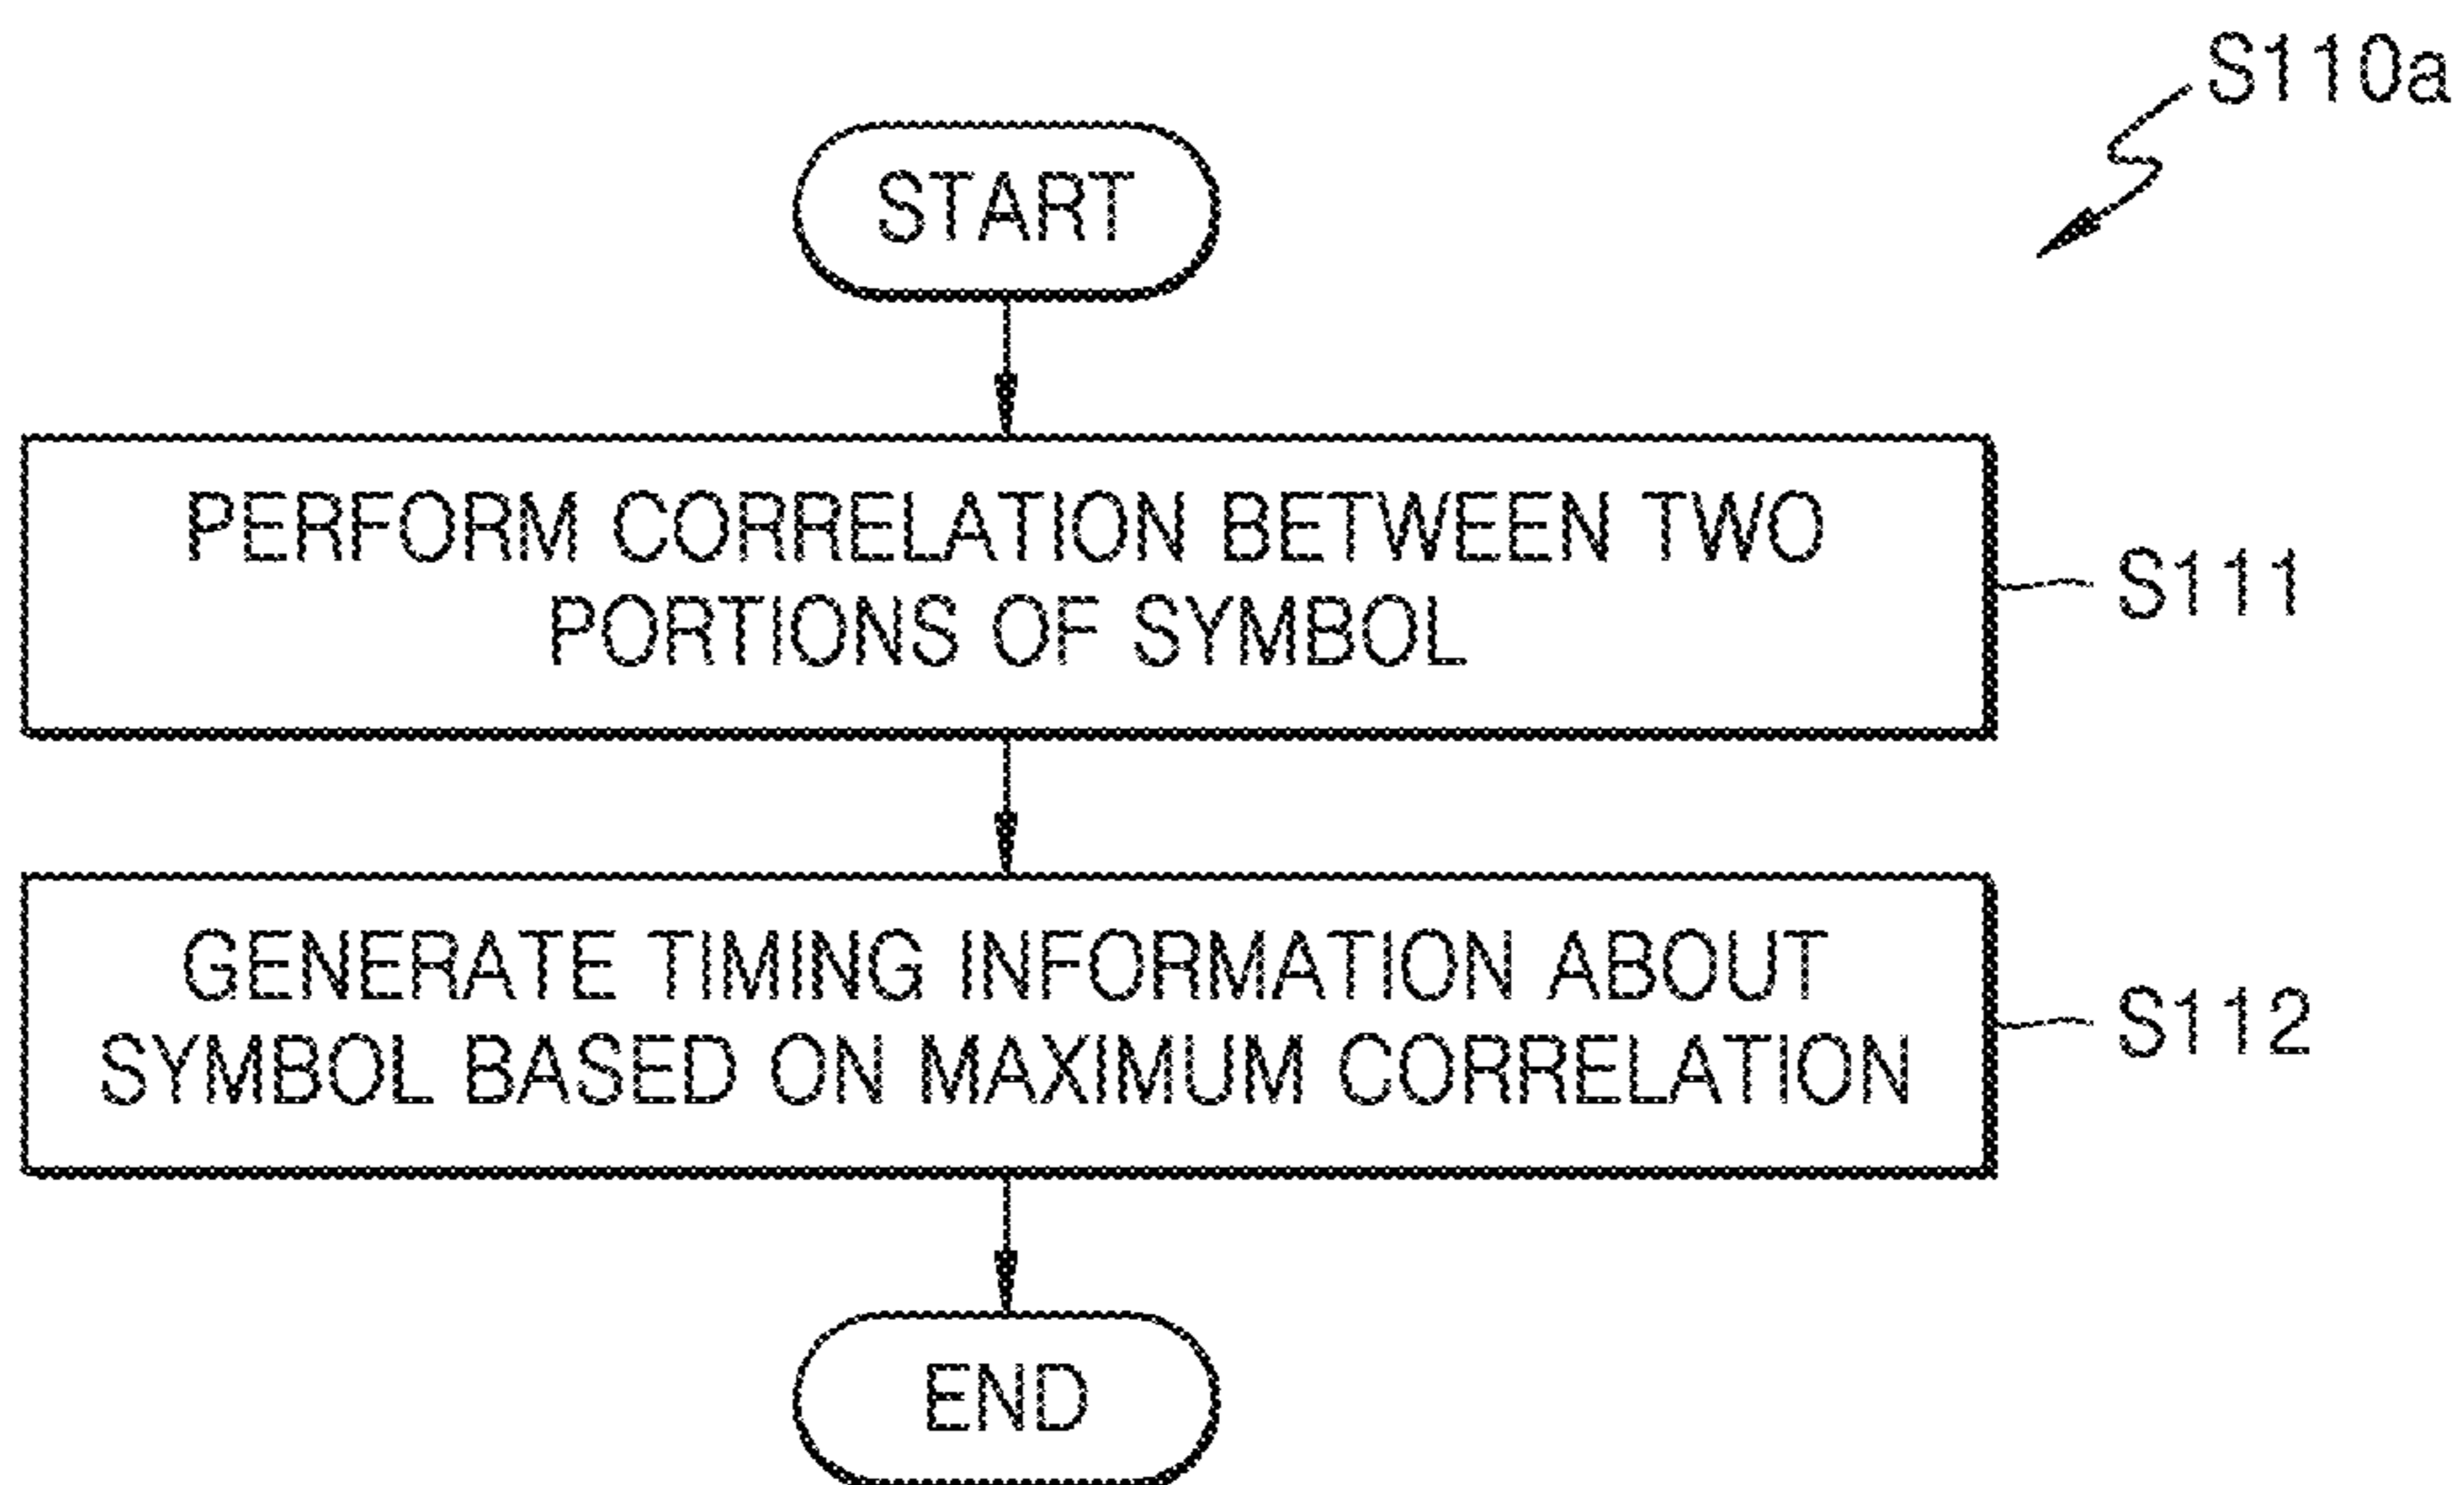 S110a
START
PERFORM CORRELATION BETWEEN TWO
PORTIONS OF SYMBOL
S111
GENERATE TIMING INFORMATION ABOUT
SYMBOL BASED ON MAXIMUM CORRELATION
S112
END